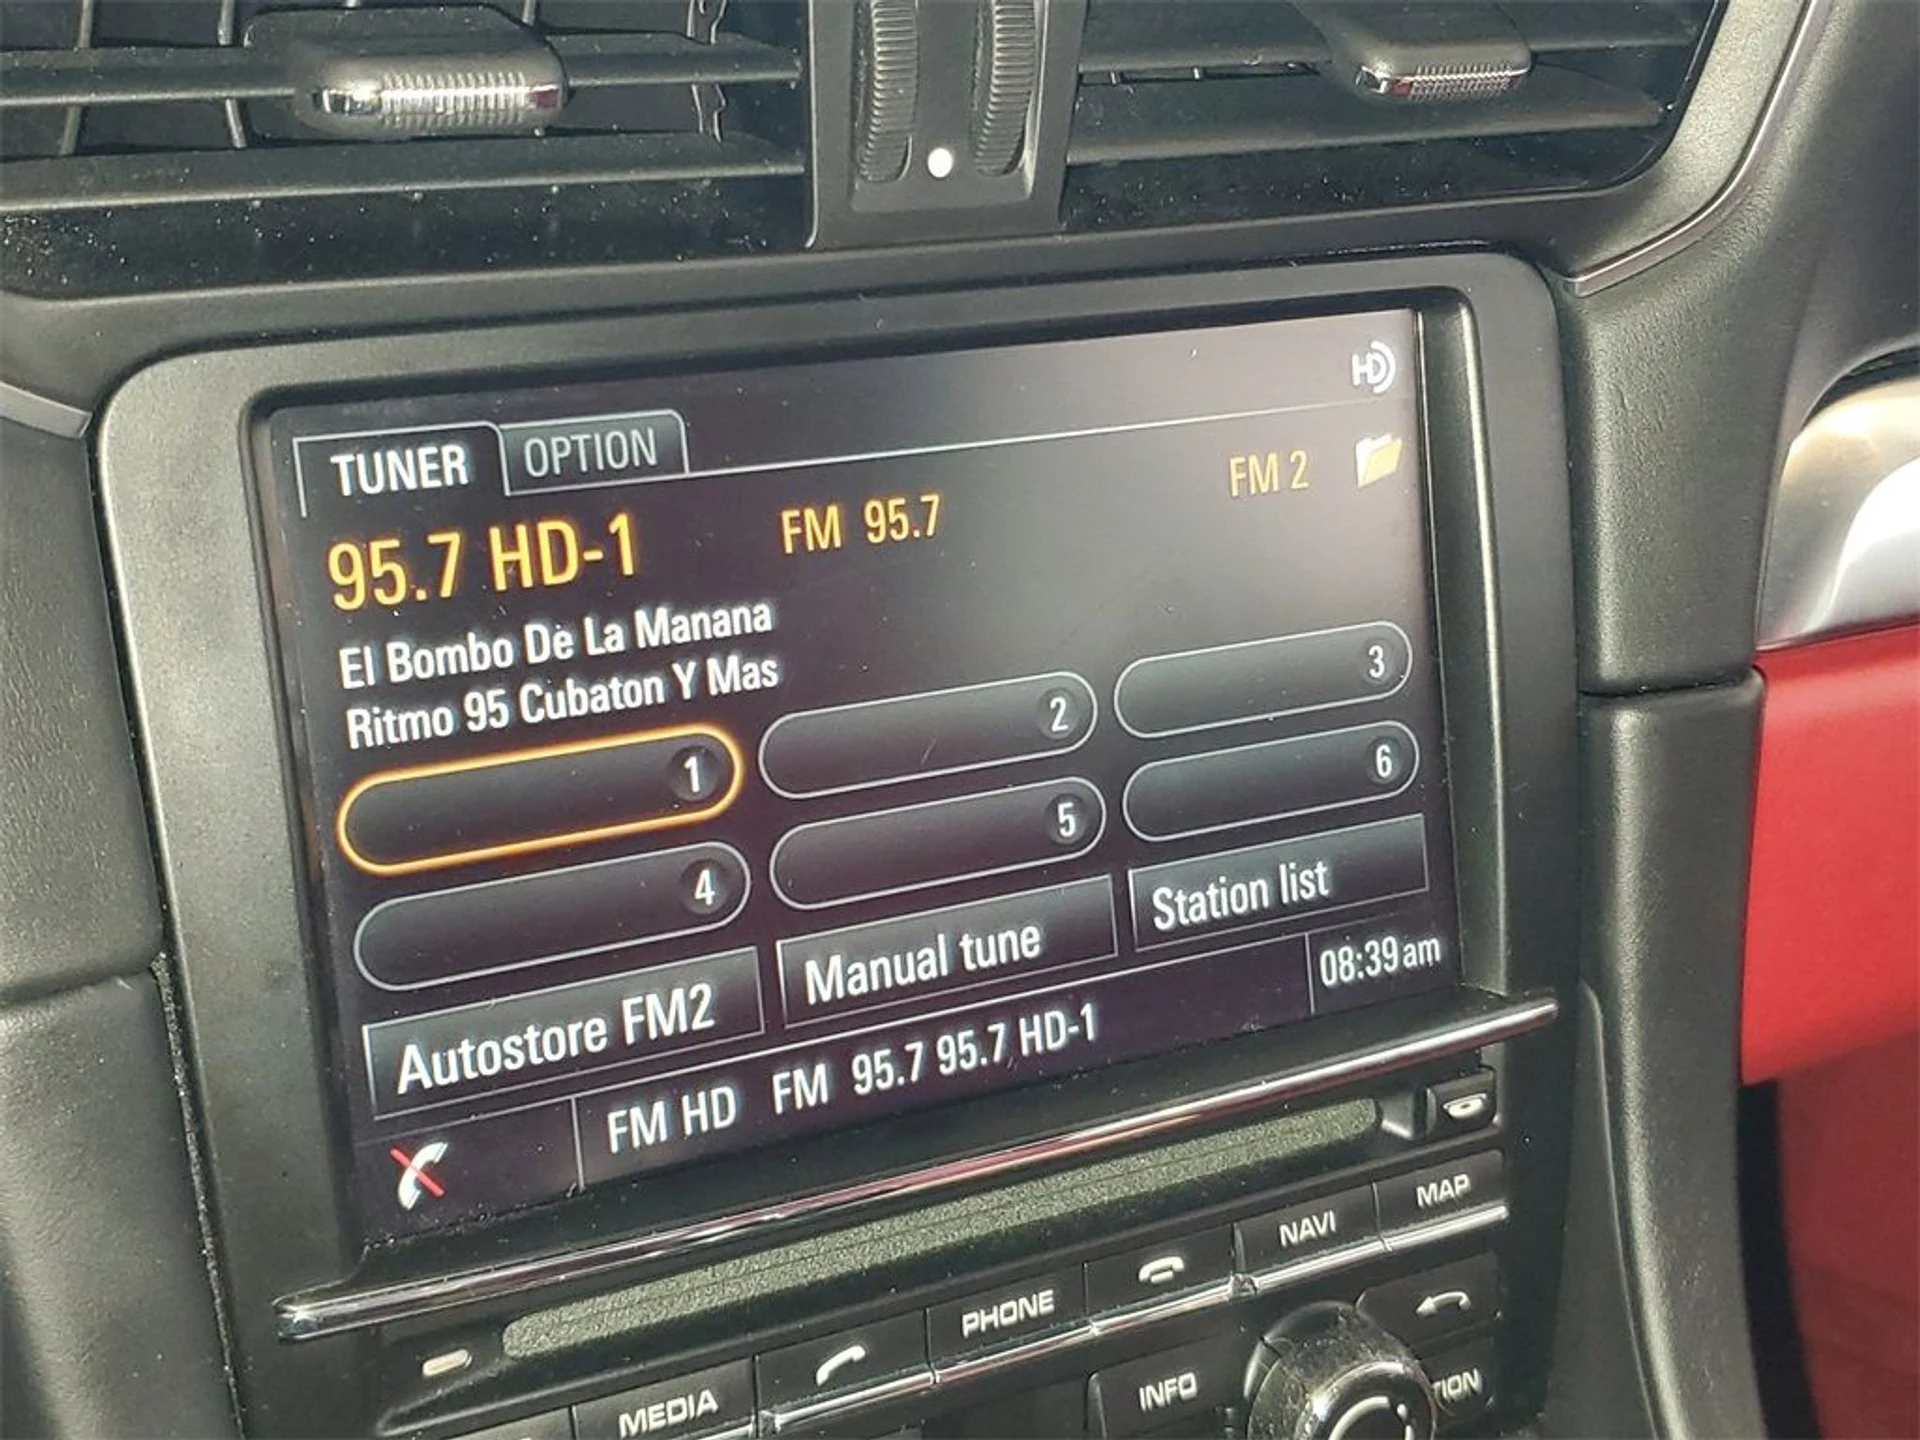 HD
TUNER OPTION
95.7 HD-1 FM 95.7 FM 2
El Bombo De La Manana
Ritmo 95 Cubaton Y Mas
1 2 3
4 5 6
Autostore FM2 Manual tune Station list
FM HD FM 95.7 95.7 HD-1 08:39 am
MEDIA PHONE NAVI MAP
INFO